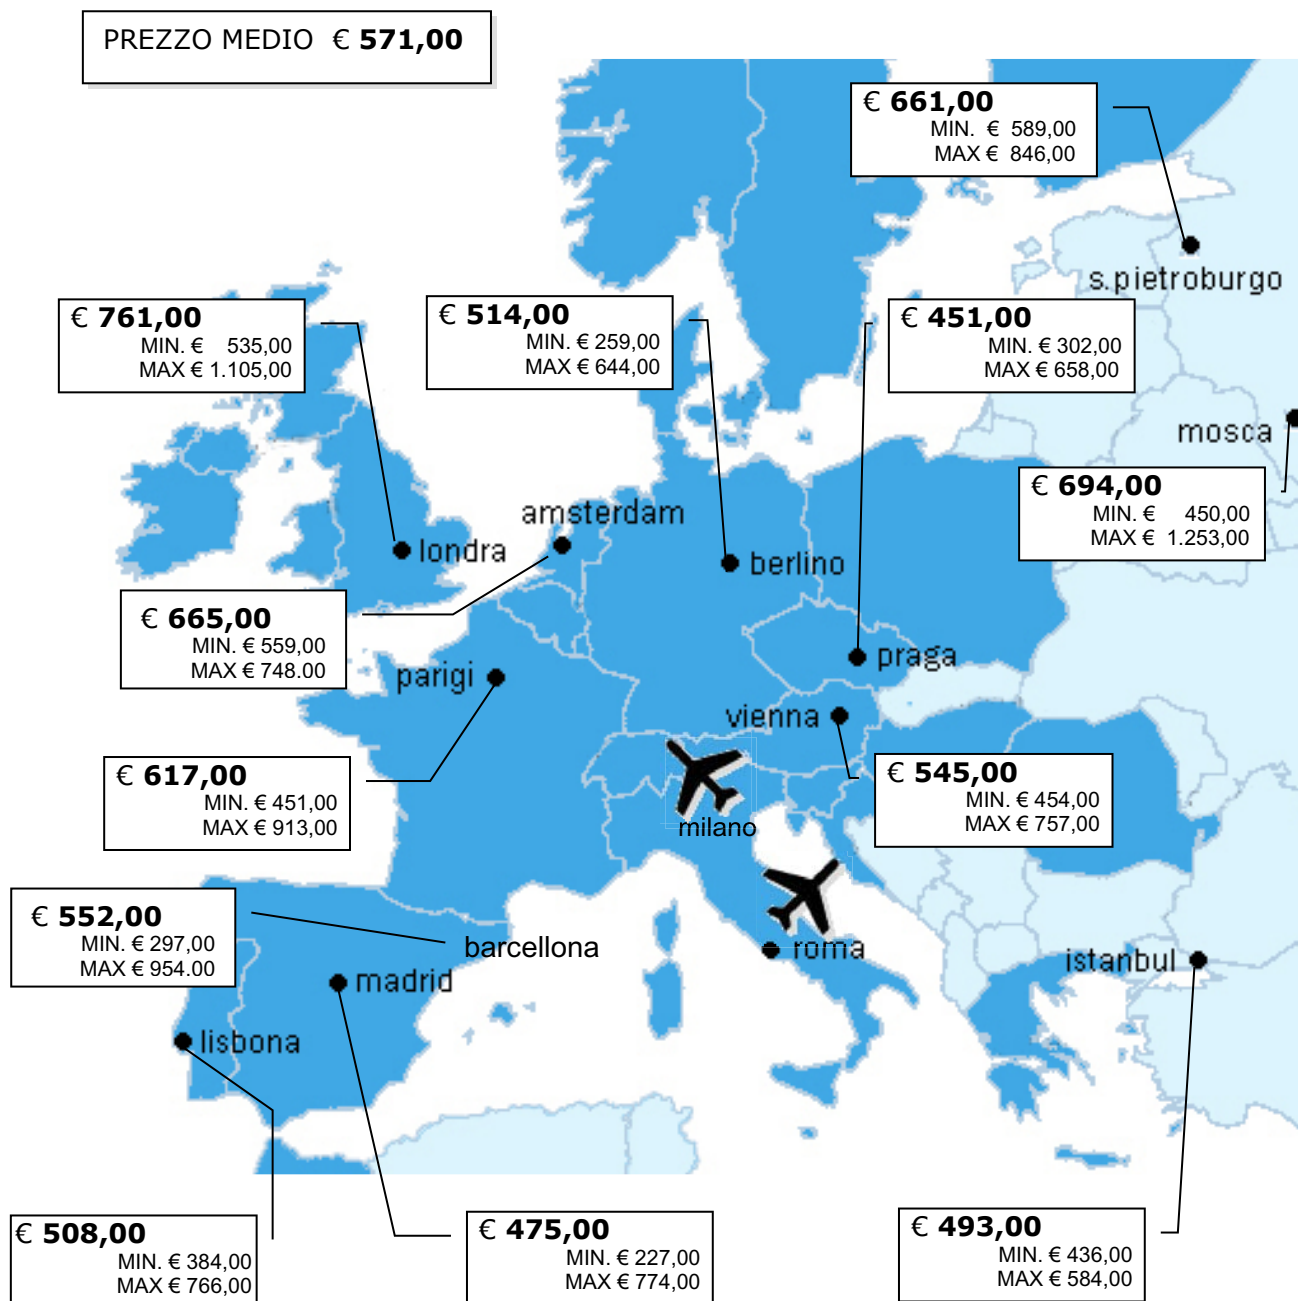 PREZZO MEDIO € 571,00
€ 661,00
MIN. € 589,00
MAX € 846,00
s.pietroburgo
€ 761,00
MIN. € 535,00
MAX € 1.105,00
€ 514,00
MIN. € 259,00
MAX € 644,00
€ 451,00
MIN. € 302,00
MAX € 658,00
mosca
€ 694,00
MIN. € 450,00
MAX € 1.253,00
amsterdam
londra
berlino
€ 665,00
MIN. € 559,00
MAX € 748.00
parigi
praga
vienna
€ 617,00
MIN. € 451,00
MAX € 913,00
€ 545,00
MIN. € 454,00
MAX € 757,00
milano
€ 552,00
MIN. € 297,00
MAX € 954.00
barcellona
roma
istanbul
madrid
lisbona
€ 508,00
MIN. € 384,00
MAX € 766,00
€ 475,00
MIN. € 227,00
MAX € 774,00
€ 493,00
MIN. € 436,00
MAX € 584,00